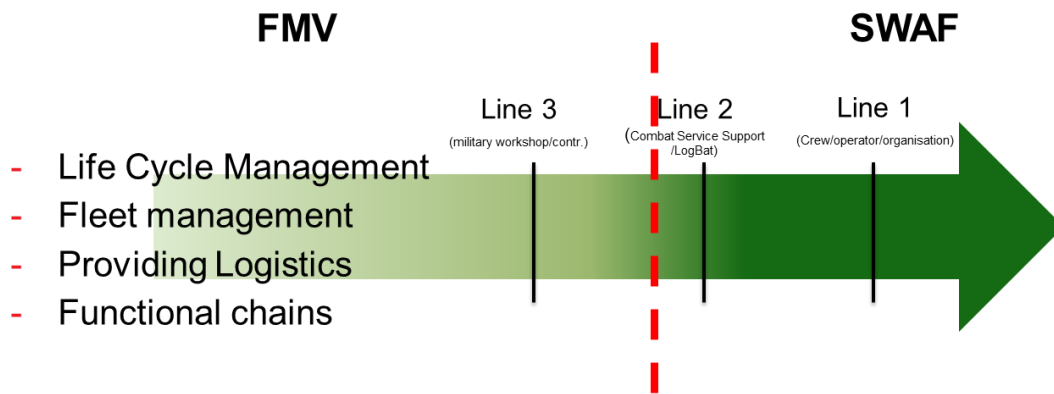 FMV
SWAF
Line 3
(military workshop/contr.)
Line 2
(Combat Service Support
/LogBat)
Line 1
(Crew/operator/organisation)
- Life Cycle Management
- Fleet management
- Providing Logistics
- Functional chains